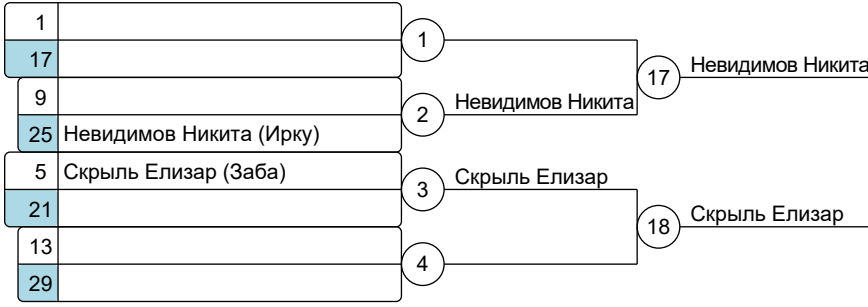 1
1
17
17
Невидимов Никита
9
2
Невидимов Никита
25
Невидимов Никита (Ирку)
5
Скрыль Елизар (Заба)
3
Скрыль Елизар
21
18
Скрыль Елизар
13
4
29